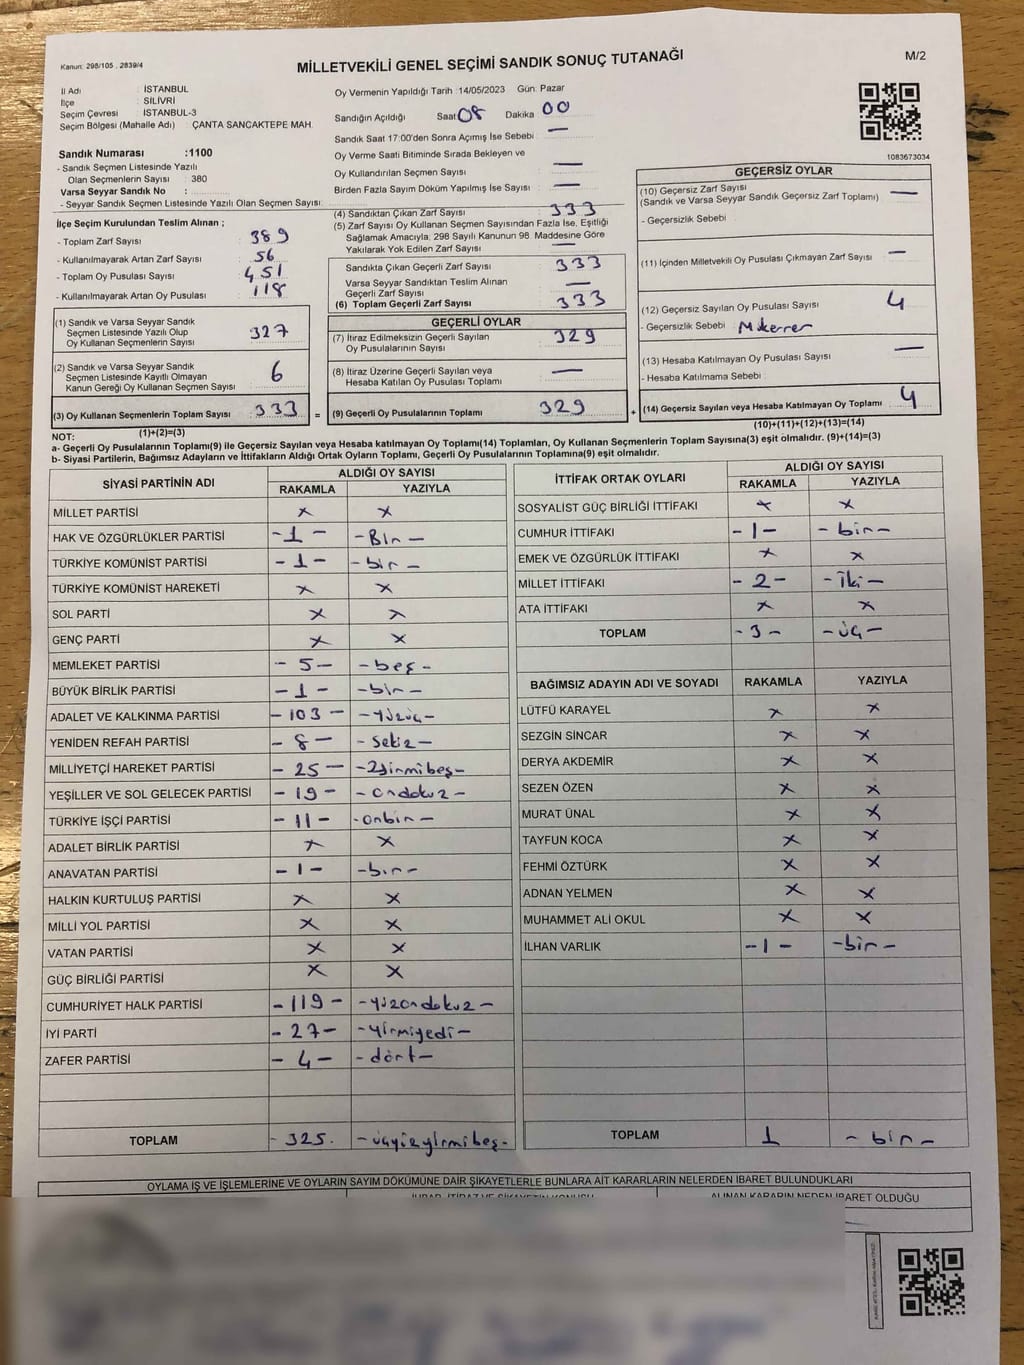 Kanun: 298/105 . 2839/4
MİLLETVEKİLİ GENEL SEÇİMİ SANDIK SONUÇ TUTANAĞI
M/2
İl Adı : İSTANBUL
İlçe : SİLİVRİ
Seçim Çevresi : İSTANBUL-3
Seçim Bölgesi (Mahalle Adı) : ÇANTA SANCAKTEPE MAH.
Sandık Numarası :1100
- Sandık Seçmen Listesinde Yazılı
Olan Seçmenlerin Sayısı : 380
Varsa Seyyar Sandık No :
- Seyyar Sandık Seçmen Listesinde Yazılı Olan Seçmen Sayısı:
Oy Vermenin Yapıldığı Tarih :14/05/2023 Gün: Pazar
Sandığın Açıldığı Saat 08 Dakika 00
Sandık Saat 17:00'den Sonra Açımış İse Sebebi : —
Oy Verme Saati Bitiminde Sırada Bekleyen ve
Oy Kullandırılan Seçmen Sayısı : —
Birden Fazla Sayım Döküm Yapılmış İse Sayısı : —
1083673034
İlçe Seçim Kurulundan Teslim Alınan ;
- Toplam Zarf Sayısı : 389
- Kullanılmayarak Artan Zarf Sayısı : 56
- Toplam Oy Pusulası Sayısı : 451
- Kullanılmayarak Artan Oy Pusulası : 118
(4) Sandıktan Çıkan Zarf Sayısı : 333
(5) Zarf Sayısı Oy Kullanan Seçmen Sayısından Fazla İse, Eşitliği
Sağlamak Amacıyla; 298 Sayılı Kanunun 98. Maddesine Göre
Yakılarak Yok Edilen Zarf Sayısı : —
Sandıkta Çıkan Geçerli Zarf Sayısı : 333
Varsa Seyyar Sandıktan Teslim Alınan
Geçerli Zarf Sayısı : —
(6) Toplam Geçerli Zarf Sayısı : 333
GEÇERSİZ OYLAR
(10) Geçersiz Zarf Sayısı : —
(Sandık ve Varsa Seyyar Sandık Geçersiz Zarf Toplamı)
- Geçersizlik Sebebi :
(11) İçinden Milletvekili Oy Pusulası Çıkmayan Zarf Sayısı : —
(12) Geçersiz Sayılan Oy Pusulası Sayısı : 4
- Geçersizlik Sebebi : Mükerrer
(13) Hesaba Katılmayan Oy Pusulası Sayısı : —
- Hesaba Katılmama Sebebi :
(14) Geçersiz Sayılan veya Hesaba Katılmayan Oy Toplamı : 4
(10)+(11)+(12)+(13)=(14)
(1) Sandık ve Varsa Seyyar Sandık
Seçmen Listesinde Yazılı Olup
Oy Kullanan Seçmenlerin Sayısı : 327
(2) Sandık ve Varsa Seyyar Sandık
Seçmen Listesinde Kayıtlı Olmayan
Kanun Gereği Oy Kullanan Seçmen Sayısı : 6
(3) Oy Kullanan Seçmenlerin Toplam Sayısı : 333 =
(1)+(2)=(3)
GEÇERLİ OYLAR
(7) İtiraz Edilmeksizin Geçerli Sayılan
Oy Pusulalarının Sayısı : 329
(8) İtiraz Üzerine Geçerli Sayılan veya
Hesaba Katılan Oy Pusulası Toplamı : —
(9) Geçerli Oy Pusulalarının Toplamı : 329 +
NOT:
a- Geçerli Oy Pusulalarının Toplamı(9) ile Geçersiz Sayılan veya Hesaba katılmayan Oy Toplamı(14) Toplamları, Oy Kullanan Seçmenlerin Toplam Sayısına(3) eşit olmalıdır. (9)+(14)=(3)
b- Siyasi Partilerin, Bağımsız Adayların ve İttifakların Aldığı Ortak Oyların Toplamı, Geçerli Oy Pusulalarının Toplamına(9) eşit olmalıdır.
SİYASİ PARTİNİN ADI ALDIĞI OY SAYISI
RAKAMLA YAZIYLA
MİLLET PARTİSİ x x
HAK VE ÖZGÜRLÜKLER PARTİSİ -1- -Bir-
TÜRKİYE KOMÜNİST PARTİSİ -1- -bir-
TÜRKİYE KOMÜNİST HAREKETİ x x
SOL PARTİ x x
GENÇ PARTİ x x
MEMLEKET PARTİSİ -5- -beş-
BÜYÜK BİRLİK PARTİSİ -1- -bir-
ADALET VE KALKINMA PARTİSİ -103- -yüzüç-
YENİDEN REFAH PARTİSİ -8- -sekiz-
MİLLİYETÇİ HAREKET PARTİSİ -25- -yirmibeş-
YEŞİLLER VE SOL GELECEK PARTİSİ -19- -ondokuz-
TÜRKİYE İŞÇİ PARTİSİ -11- -onbir-
ADALET BİRLİK PARTİSİ x x
ANAVATAN PARTİSİ -1- -bir-
HALKIN KURTULUŞ PARTİSİ x x
MİLLİ YOL PARTİSİ x x
VATAN PARTİSİ x x
GÜÇ BİRLİĞİ PARTİSİ x x
CUMHURİYET HALK PARTİSİ -119- -yüzondokuz-
İYİ PARTİ -27- -yirmiyedi-
ZAFER PARTİSİ -4- -dört-
TOPLAM -325. -üçyüzyirmibeş-
İTTİFAK ORTAK OYLARI ALDIĞI OY SAYISI
RAKAMLA YAZIYLA
SOSYALİST GÜÇ BİRLİĞİ İTTİFAKI x x
CUMHUR İTTİFAKI -1- -bir-
EMEK VE ÖZGÜRLÜK İTTİFAKI x x
MİLLET İTTİFAKI -2- -İki-
ATA İTTİFAKI x x
TOPLAM -3- -üç-
BAĞIMSIZ ADAYIN ADI VE SOYADI RAKAMLA YAZIYLA
LÜTFÜ KARAYEL x x
SEZGİN SİNCAR x x
DERYA AKDEMİR x x
SEZEN ÖZEN x x
MURAT ÜNAL x x
TAYFUN KOCA x x
FEHMİ ÖZTÜRK x x
ADNAN YELMEN x x
MUHAMMET ALİ OKUL x x
İLHAN VARLIK -1- -bir-
TOPLAM 1 -bir-
OYLAMA İŞ VE İŞLEMLERİNE VE OYLARIN SAYIM DÖKÜMÜNE DAİR ŞİKAYETLERLE BUNLARA AİT KARARLARIN NELERDEN İBARET BULUNDUKLARI
İHBAR, İTİRAZ VE ŞİKAYETİN KONUSU ALINAN KARARIN NEDEN İBARET OLDUĞU